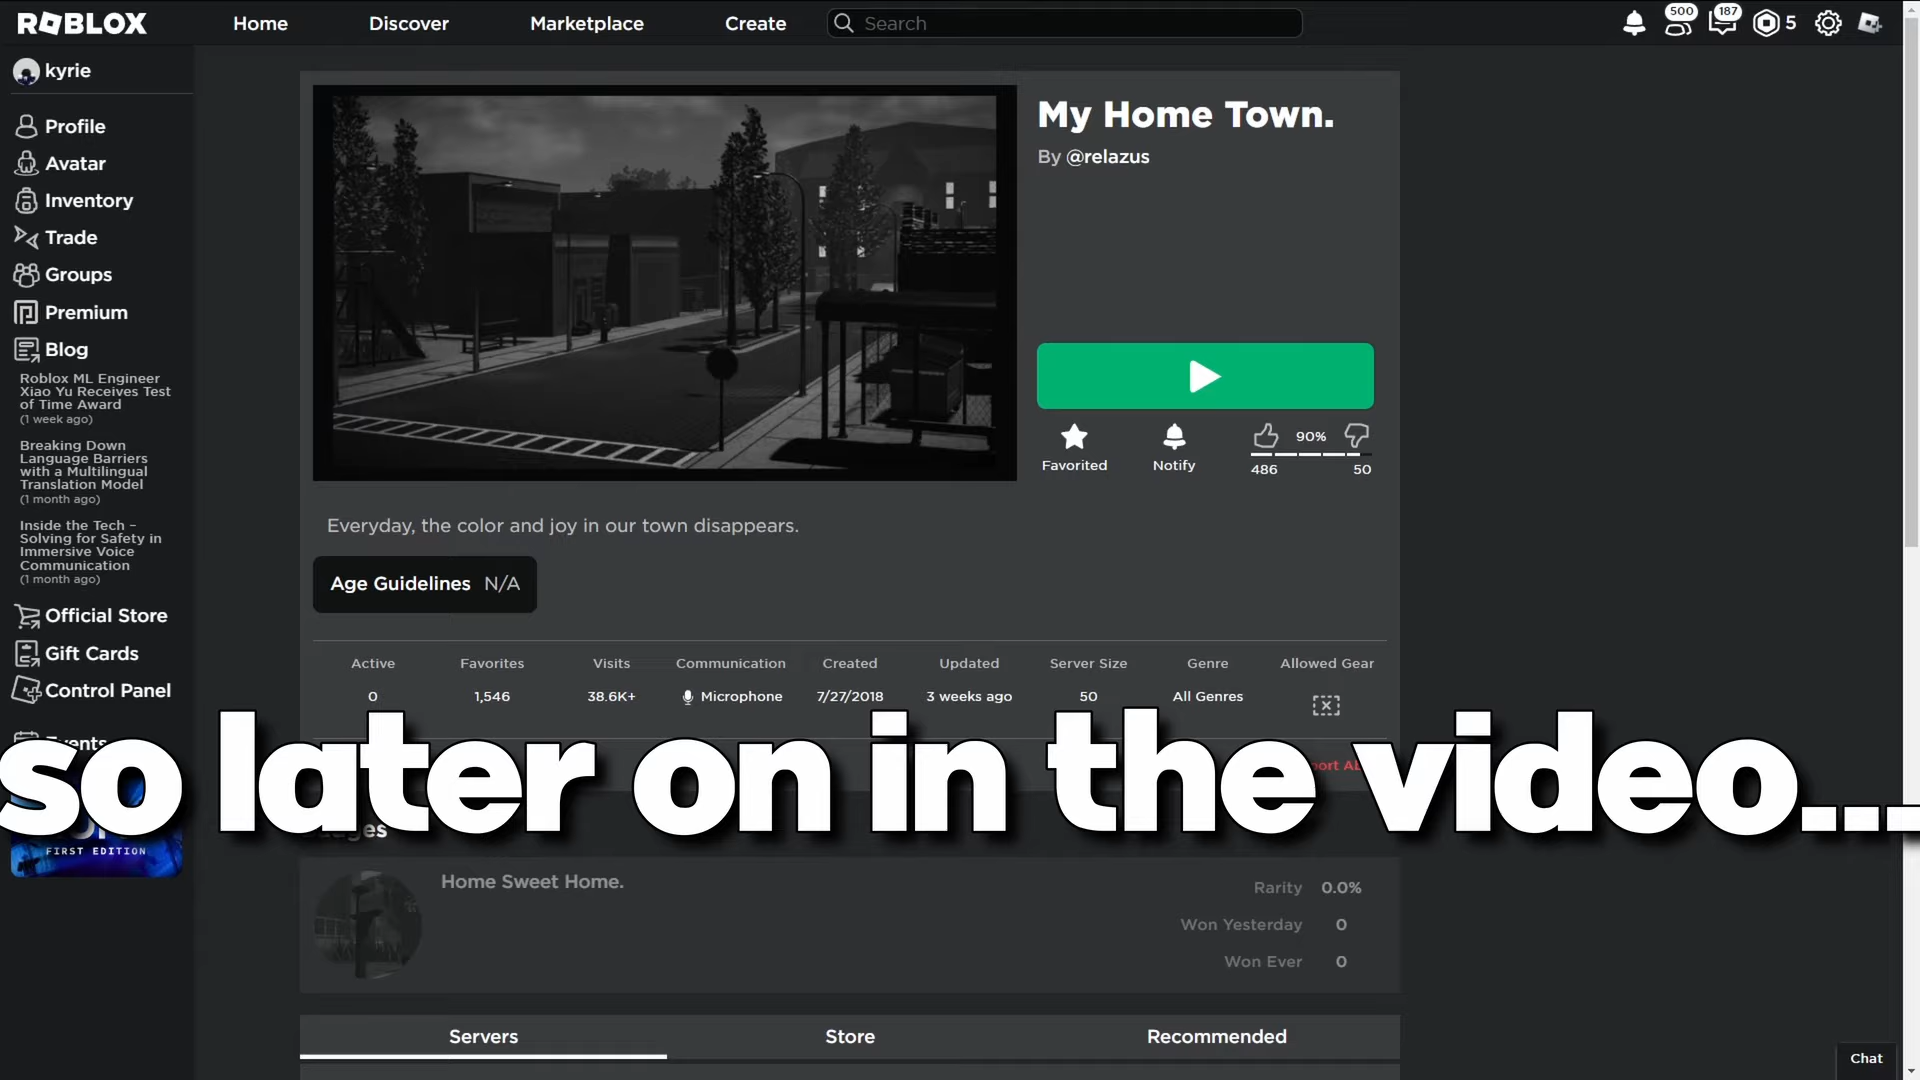 ROBLOX
Home
Discover
Marketplace
Create
Search
500
187
5
kyrie
Profile
Avatar
Inventory
Trade
Groups
Premium
Blog
Roblox ML Engineer
Xiao Yu Receives Test
of Time Award
(1 week ago)
Breaking Down
Language Barriers
with a Multilingual
Translation Model
(1 month ago)
Inside the Tech –
Solving for Safety in
Immersive Voice
Communication
(1 month ago)
Official Store
Gift Cards
Control Panel
Events
FIRST EDITION
My Home Town.
By @relazus
Favorited
Notify
90%
486
50
Everyday, the color and joy in our town disappears.
Age Guidelines N/A
Active Favorites Visits Communication Created Updated Server Size Genre Allowed Gear
0 1,546 38.6K+ Microphone 7/27/2018 3 weeks ago 50 All Genres
so later on in the video...
Home Sweet Home.
Rarity 0.0%
Won Yesterday 0
Won Ever 0
Servers
Store
Recommended
Chat